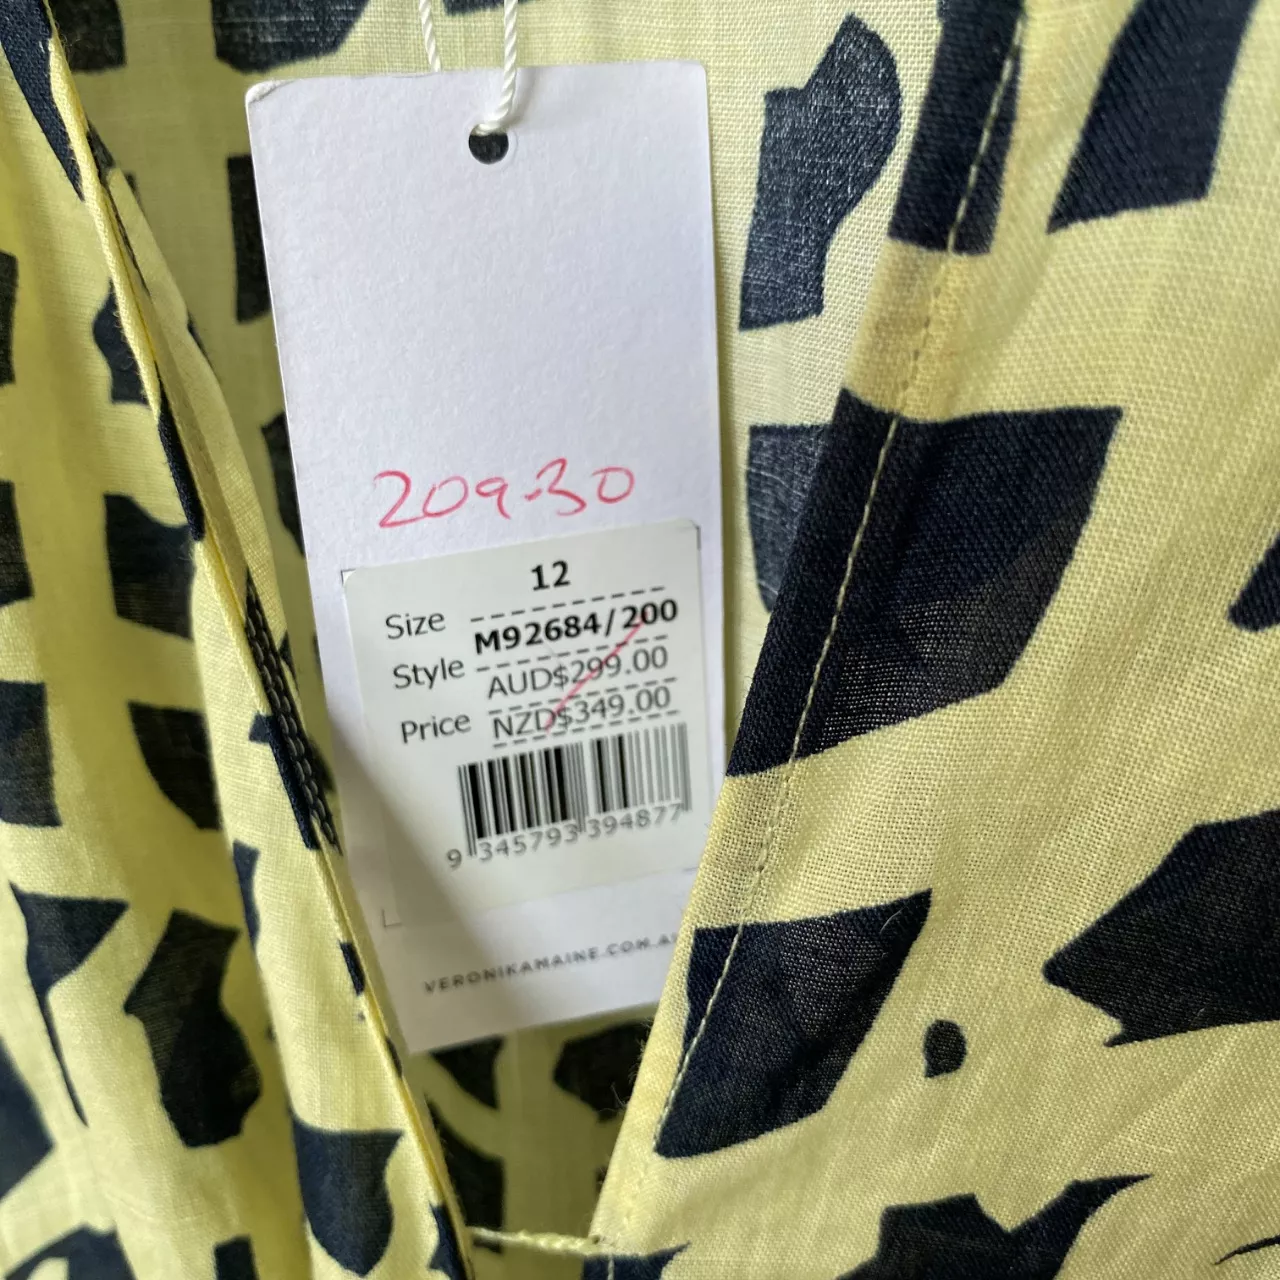 209.30
12
Size
M92684/200
Style
AUD$299.00
Price NZD$349.00
9 345793 394877
VERONIKAMAINE.COM.A